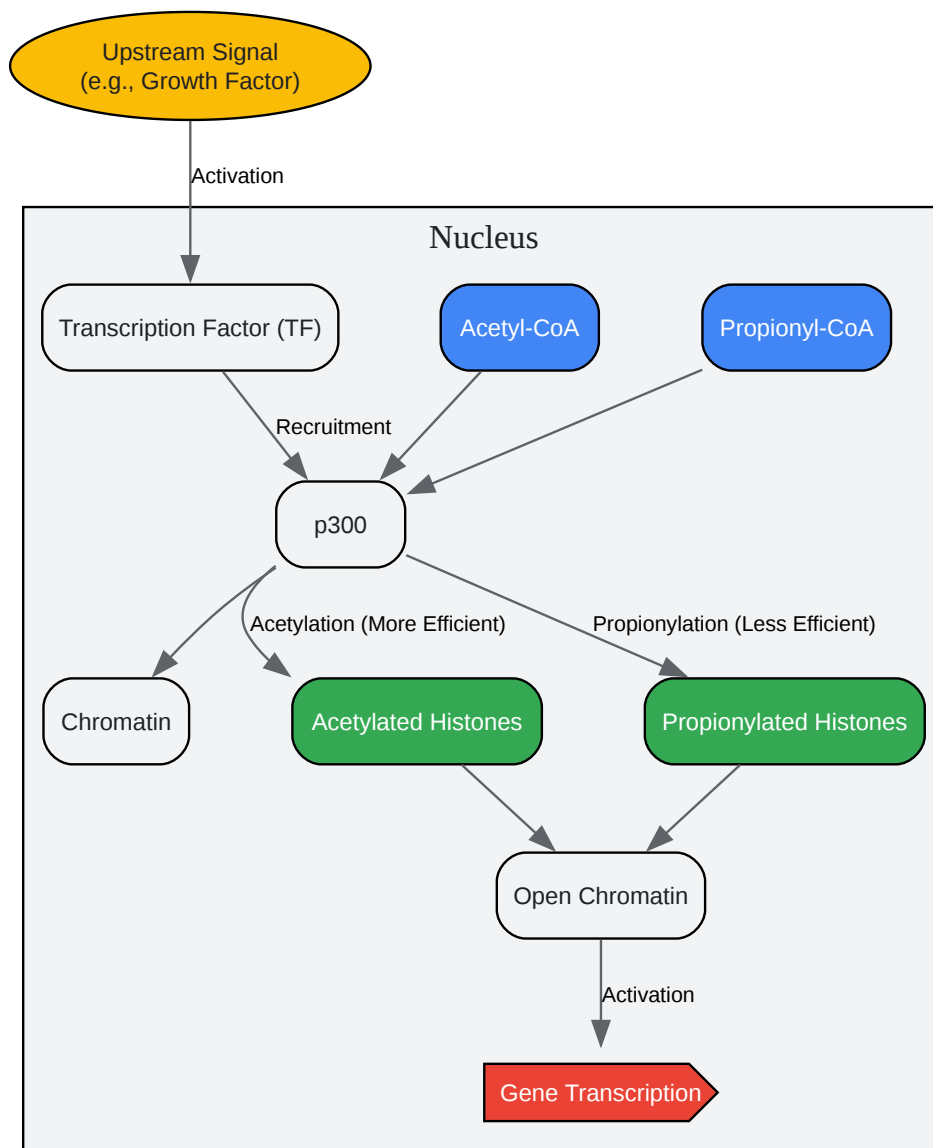 Upstream Signal
(e.g., Growth Factor)
Activation
Nucleus
Transcription Factor (TF)
Acetyl-CoA
Propionyl-CoA
Recruitment
p300
Acetylation (More Efficient)
Propionylation (Less Efficient)
Chromatin
Acetylated Histones
Propionylated Histones
Open Chromatin
Activation
Gene Transcription